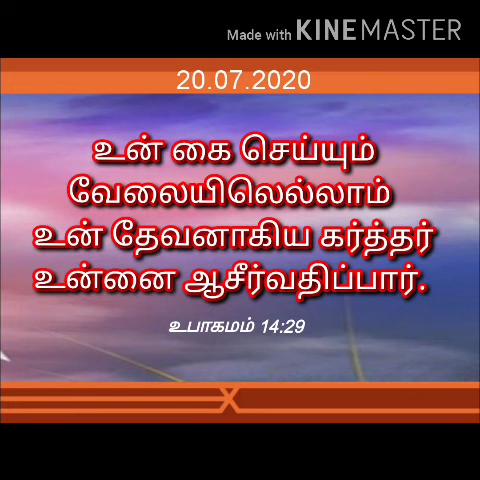 Made with KINEMASTER
20.07.2020
உன் கை செய்யும்
வேலையிலெல்லாம்
உன் தேவனாகிய கர்த்தர்
உன்னை ஆசீர்வதிப்பார்.
உபாகமம் 14:29